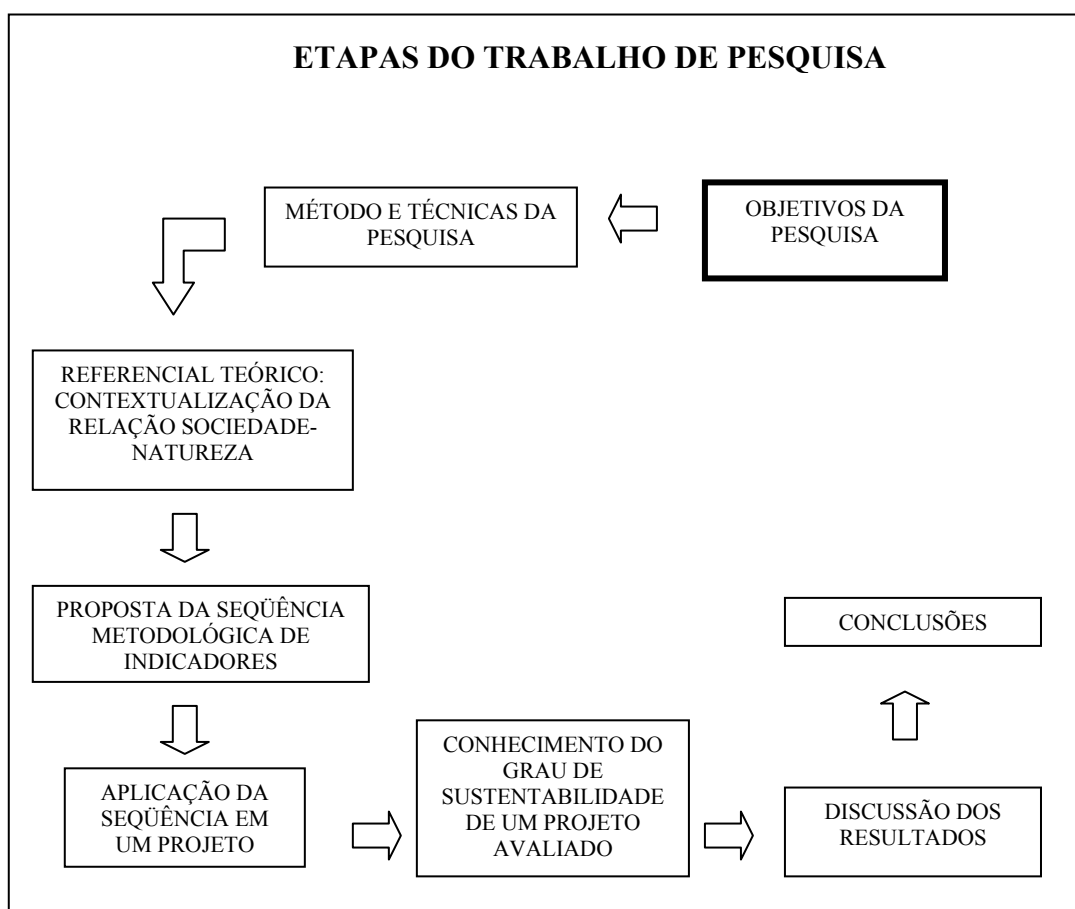 ETAPAS DO TRABALHO DE PESQUISA
OBJETIVOS DA
PESQUISA
MÉTODO E TÉCNICAS DA
PESQUISA
REFERENCIAL TEÓRICO:
CONTEXTUALIZAÇÃO DA
RELAÇÃO SOCIEDADE-
NATUREZA
PROPOSTA DA SEQÜÊNCIA
METODOLÓGICA DE
INDICADORES
APLICAÇÃO DA
SEQÜÊNCIA EM
UM PROJETO
CONHECIMENTO DO
GRAU DE
SUSTENTABILIDADE
DE UM PROJETO
AVALIADO
DISCUSSÃO DOS
RESULTADOS
CONCLUSÕES